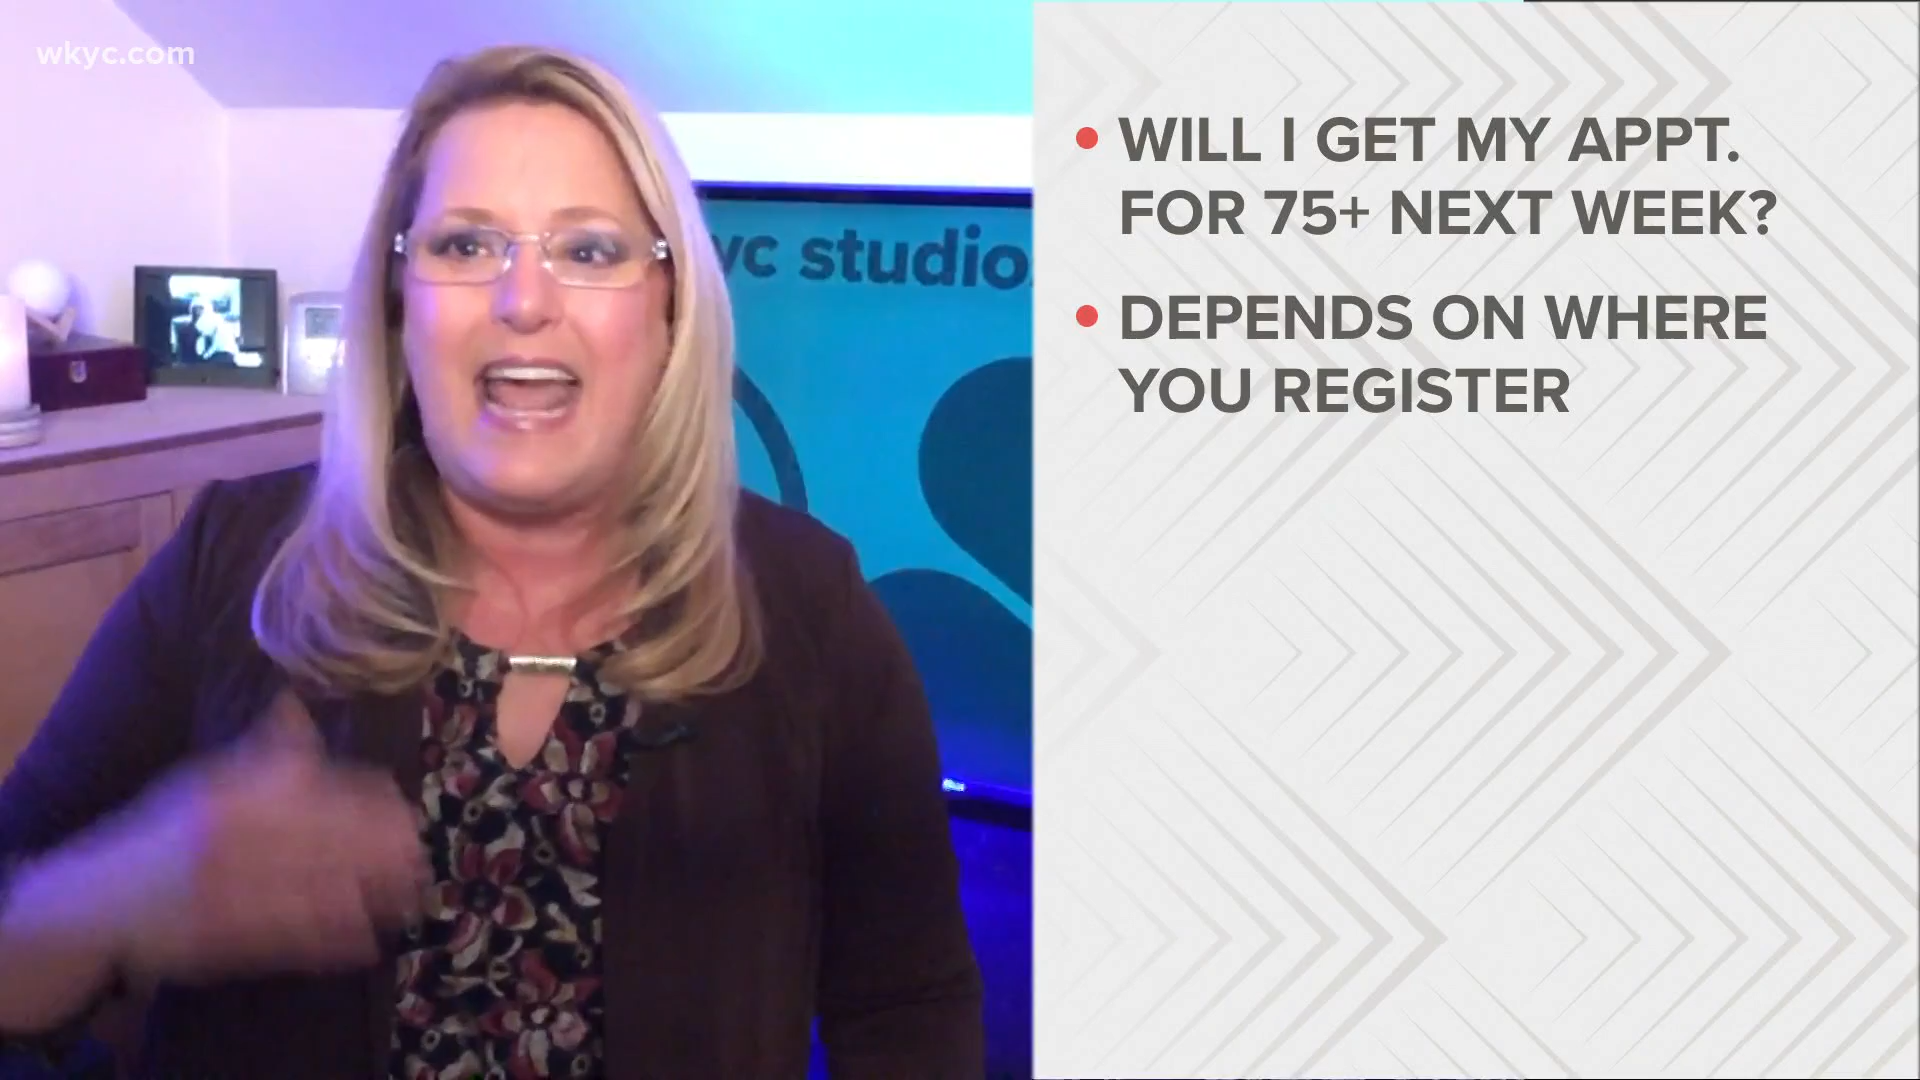 wkyc.com
yc studio
WILL I GET MY APPT.
FOR 75+ NEXT WEEK?
DEPENDS ON WHERE
YOU REGISTER